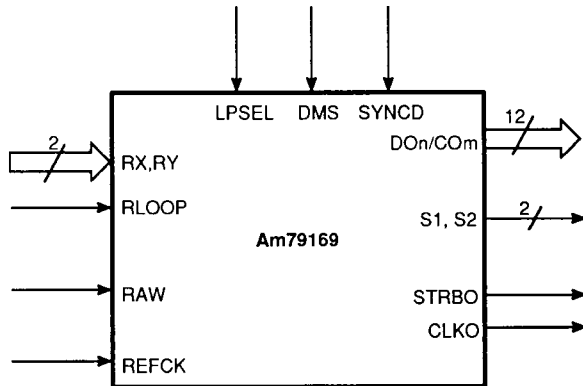 LPSEL DMS SYNCD
2
RX,RY
12
DOn/COm
RLOOP
S1, S2
2
Am79169
RAW
STRBO
CLKO
REFCK